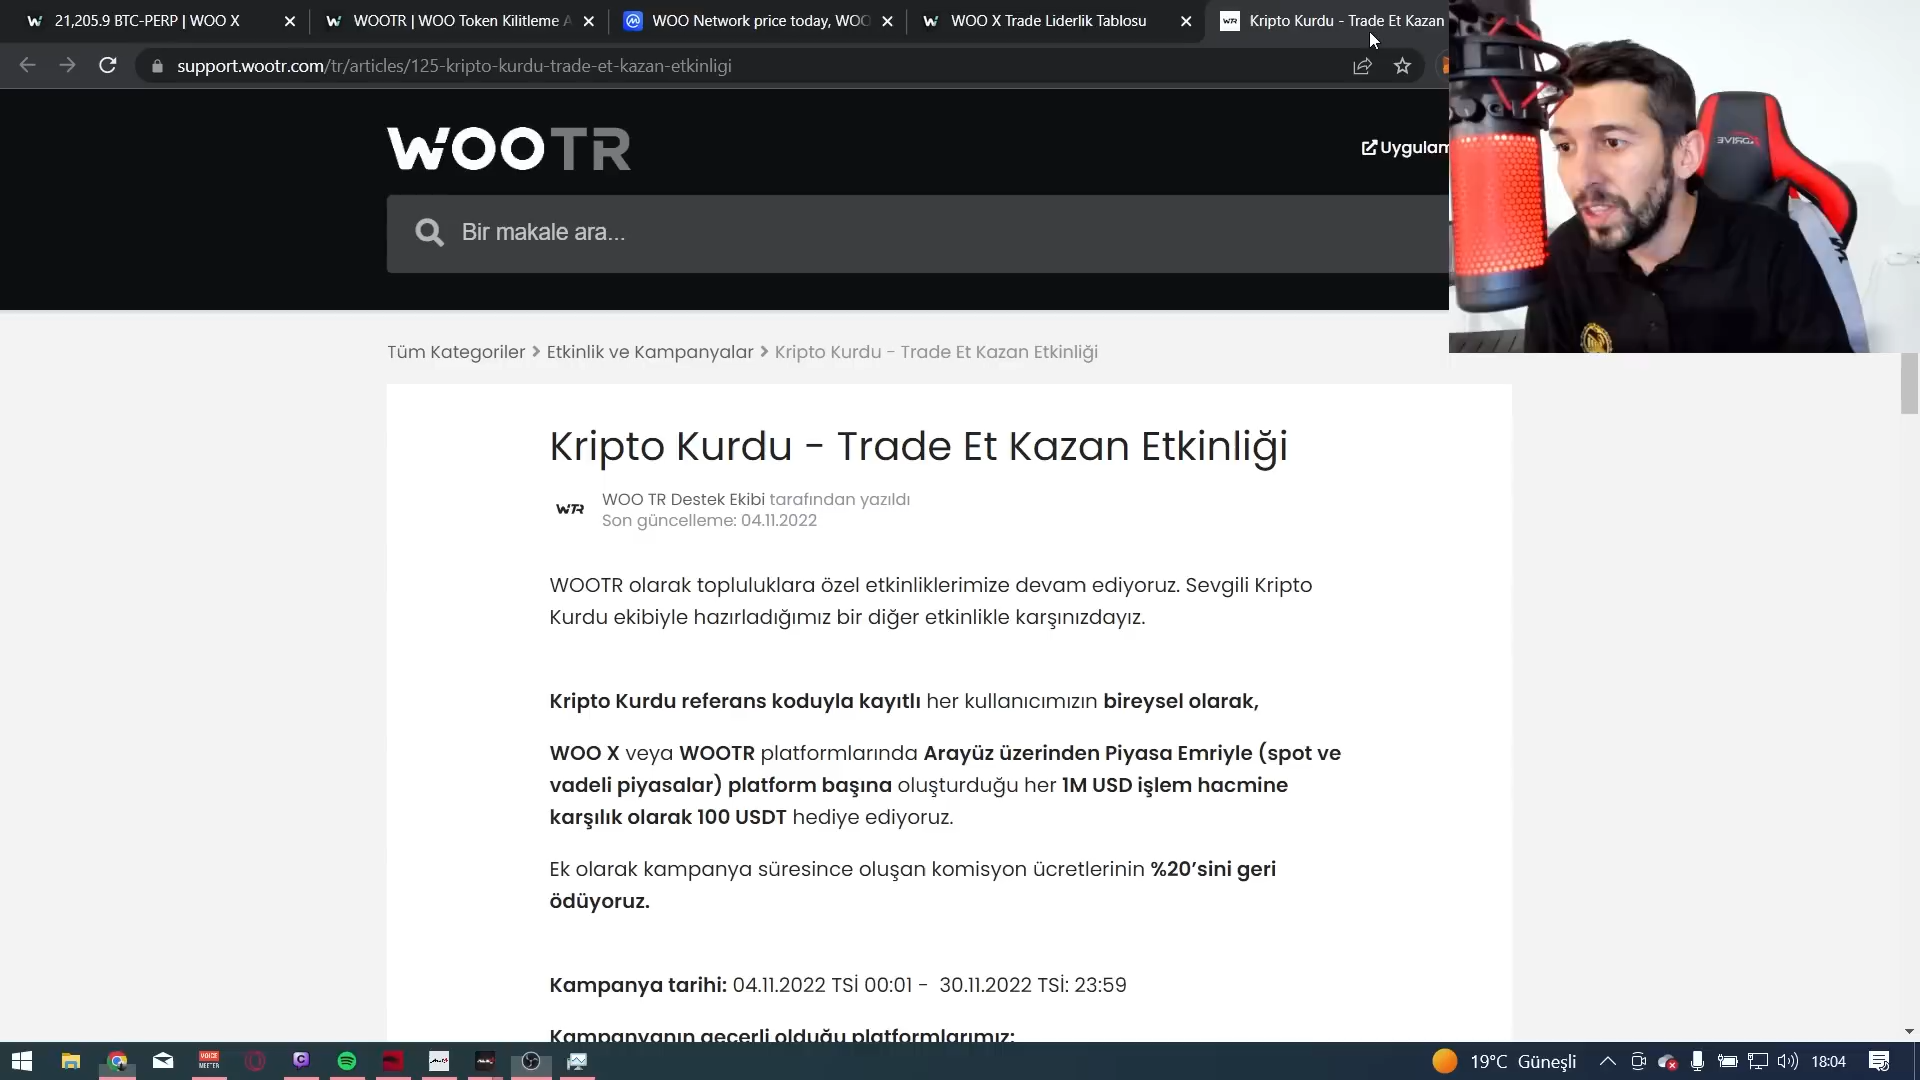 21,205.9 BTC-PERP | WOO X
WOOTR | WOO Token Kilitleme A
WOO Network price today, WOO
WOO X Trade Liderlik Tablosu
Kripto Kurdu - Trade Et Kazan
support.wootr.com/tr/articles/125-kripto-kurdu-trade-et-kazan-etkinligi
WOOTR
Uygulam
Bir makale ara...
Tüm Kategoriler > Etkinlik ve Kampanyalar > Kripto Kurdu - Trade Et Kazan Etkinliği
Kripto Kurdu - Trade Et Kazan Etkinliği
WTR
WOO TR Destek Ekibi tarafından yazıldı
Son güncelleme: 04.11.2022
WOOTR olarak topluluklara özel etkinliklerimize devam ediyoruz. Sevgili Kripto
Kurdu ekibiyle hazırladığımız bir diğer etkinlikle karşınızdayız.
Kripto Kurdu referans koduyla kayıtlı her kullanıcımızın bireysel olarak,
WOO X veya WOOTR platformlarında Arayüz üzerinden Piyasa Emriyle (spot ve
vadeli piyasalar) platform başına oluşturduğu her 1M USD işlem hacmine
karşılık olarak 100 USDT hediye ediyoruz.
Ek olarak kampanya süresince oluşan komisyon ücretlerinin %20’sini geri
ödüyoruz.
Kampanya tarihi: 04.11.2022 TSİ 00:01 - 30.11.2022 TSİ: 23:59
Kampanyanın geçerli olduğu platformlarımız:
19°C Güneşli
18:04